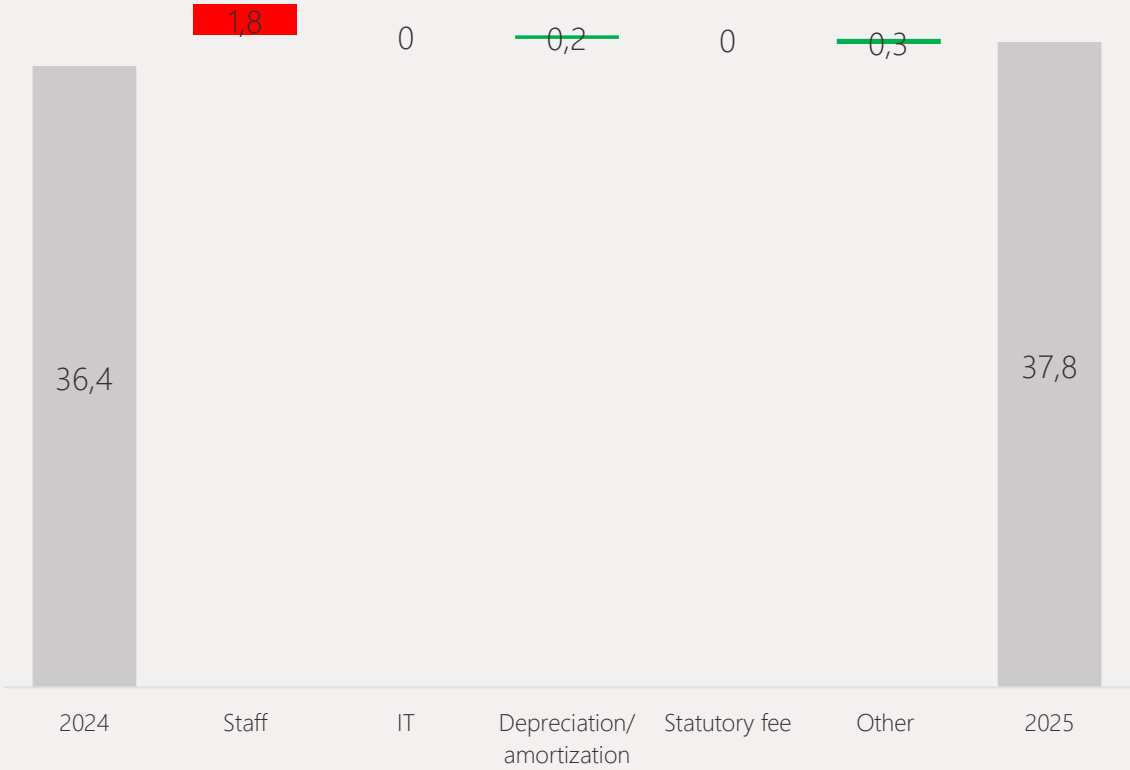 1,8
0
0,2
0
0,3
36,4
37,8
2024
Staff
IT
Depreciation/
amortization
Statutory fee
Other
2025